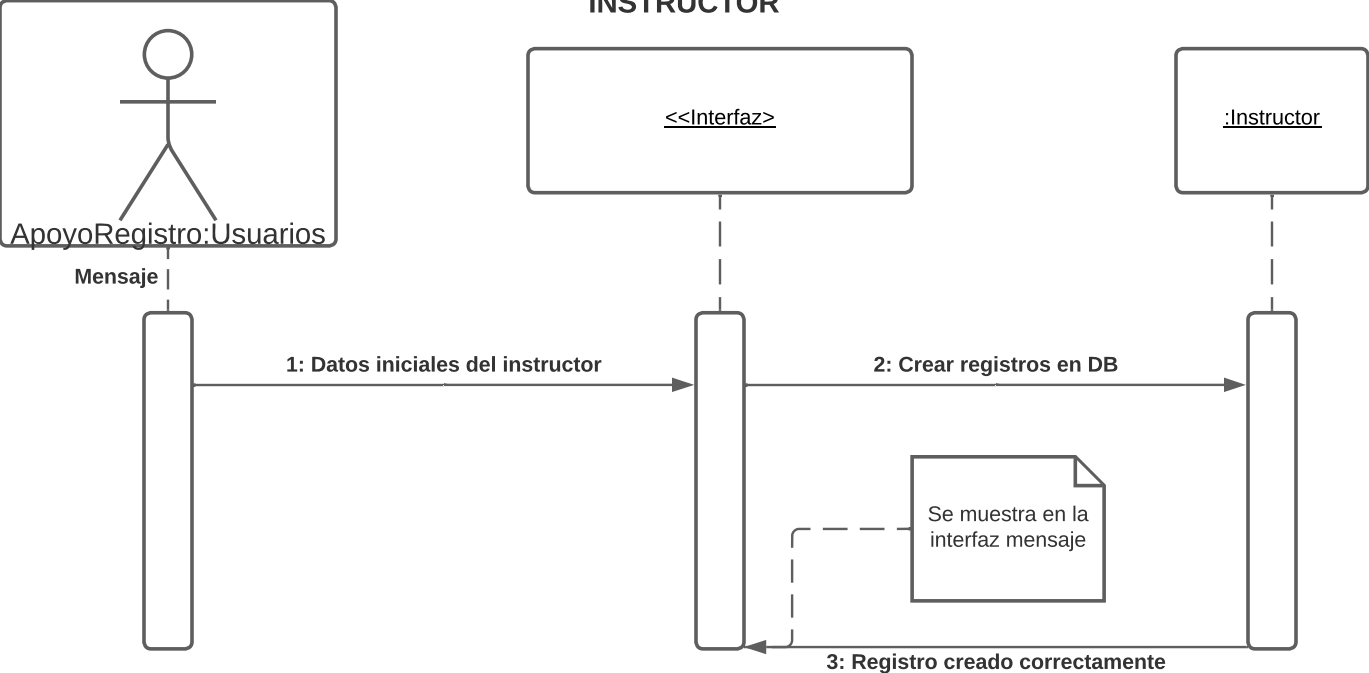 INSTRUCTOR
<<Interfaz>
:Instructor
ApoyoRegistro:Usuarios
Mensaje
1: Datos iniciales del instructor
2: Crear registros en DB
Se muestra en la
interfaz mensaje
3: Registro creado correctamente